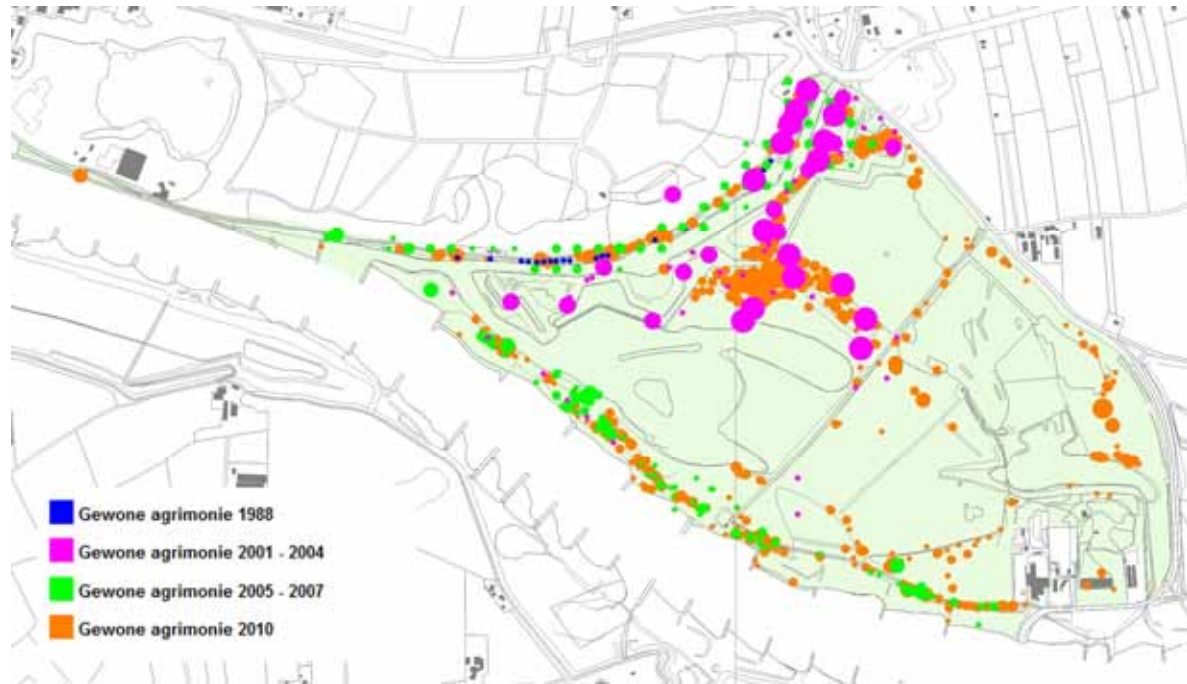 Gewone agrimonie 1988
Gewone agrimonie 2001 - 2004
Gewone agrimonie 2005 - 2007
Gewone agrimonie 2010